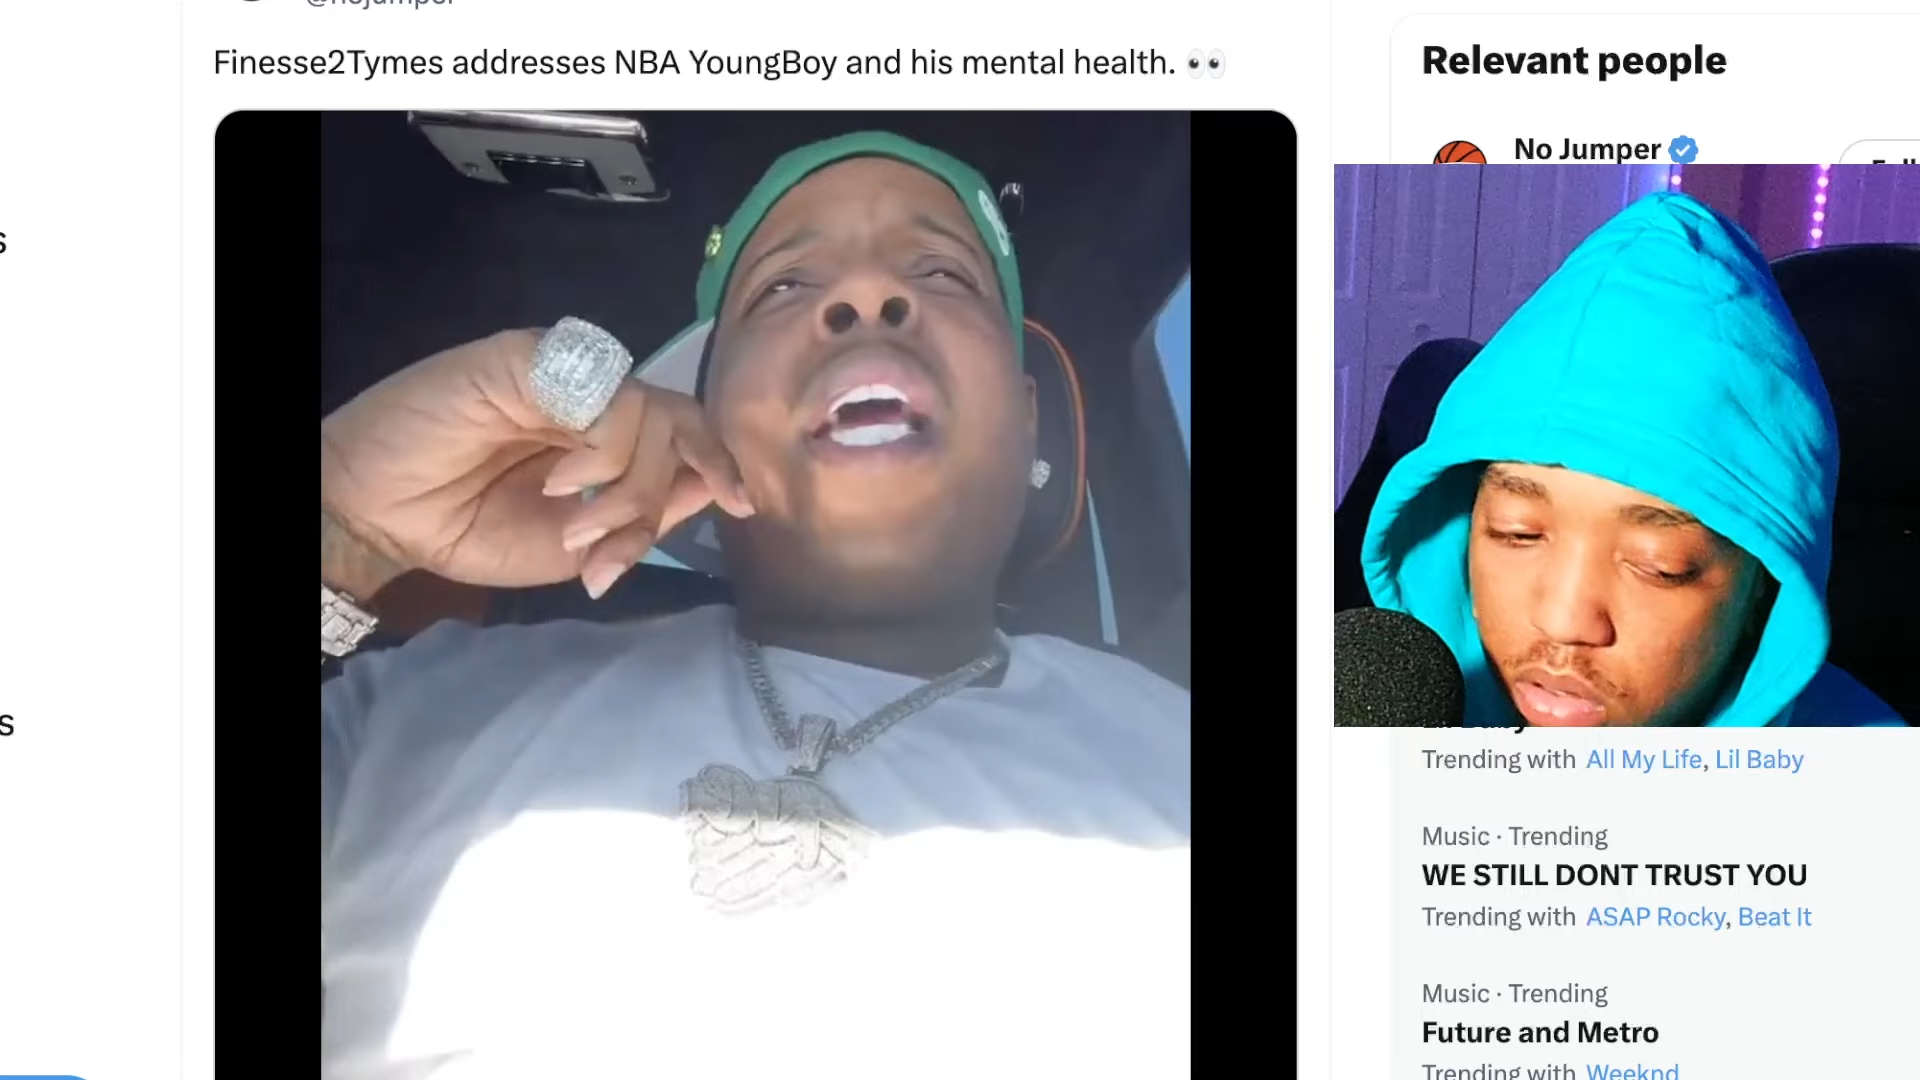 Finesse2Tymes addresses NBA YoungBoy and his mental health. 👀
Relevant people
No Jumper
Trending with All My Life, Lil Baby
Music · Trending
WE STILL DONT TRUST YOU
Trending with ASAP Rocky, Beat It
Music · Trending
Future and Metro
Trending with Weeknd